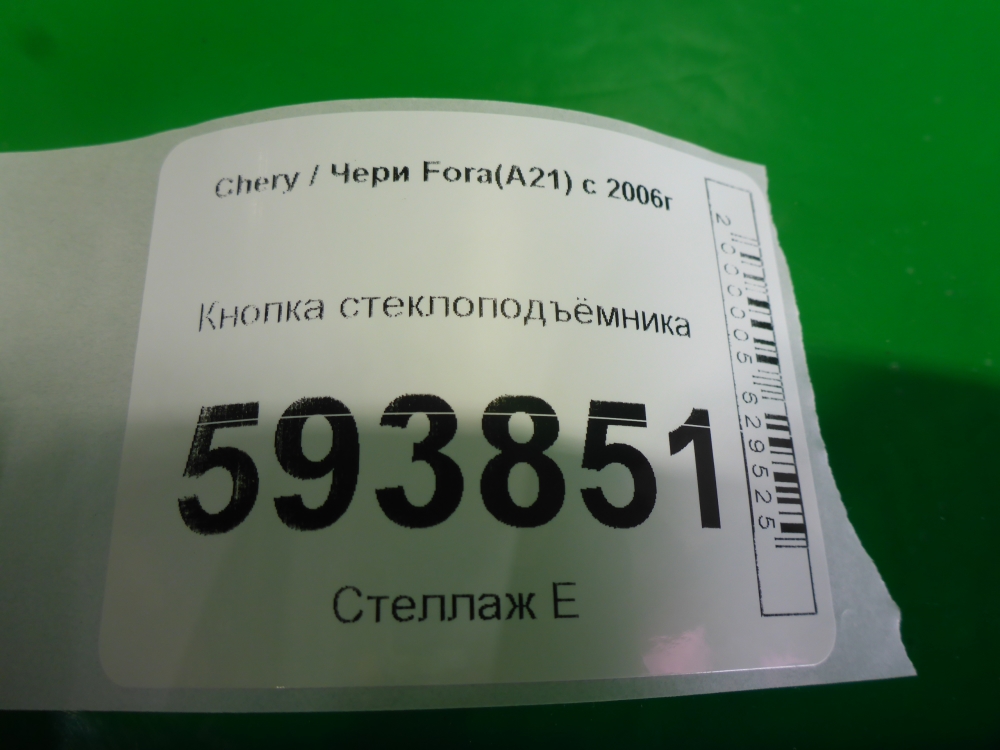 Chery / Чери Fora(A21) с 2006г
Кнопка стеклоподъёмника
593851
Стеллаж Е
2000005629525